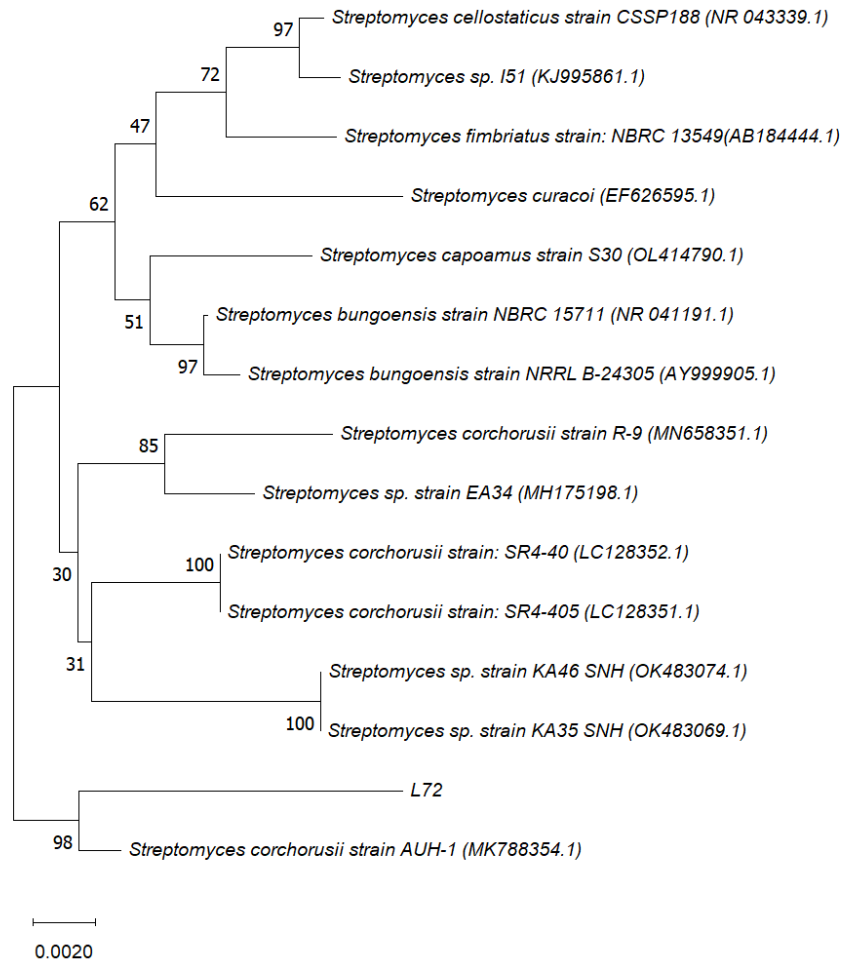 Streptomyces cellostaticus strain CSSP188 (NR 043339.1)
97
Streptomyces sp. I51 (KJ995861.1)
72
Streptomyces fimbriatus strain: NBRC 13549(AB184444.1)
47
Streptomyces curacoi (EF626595.1)
62
Streptomyces capoamus strain S30 (OL414790.1)
51
Streptomyces bungoensis strain NBRC 15711 (NR 041191.1)
97
Streptomyces bungoensis strain NRRL B-24305 (AY999905.1)
Streptomyces corchorusii strain R-9 (MN658351.1)
85
Streptomyces sp. strain EA34 (MH175198.1)
30
Streptomyces corchorusii strain: SR4-40 (LC128352.1)
100
Streptomyces corchorusii strain: SR4-405 (LC128351.1)
31
Streptomyces sp. strain KA46 SNH (OK483074.1)
100
Streptomyces sp. strain KA35 SNH (OK483069.1)
L72
98
Streptomyces corchorusii strain AUH-1 (MK788354.1)
0.0020